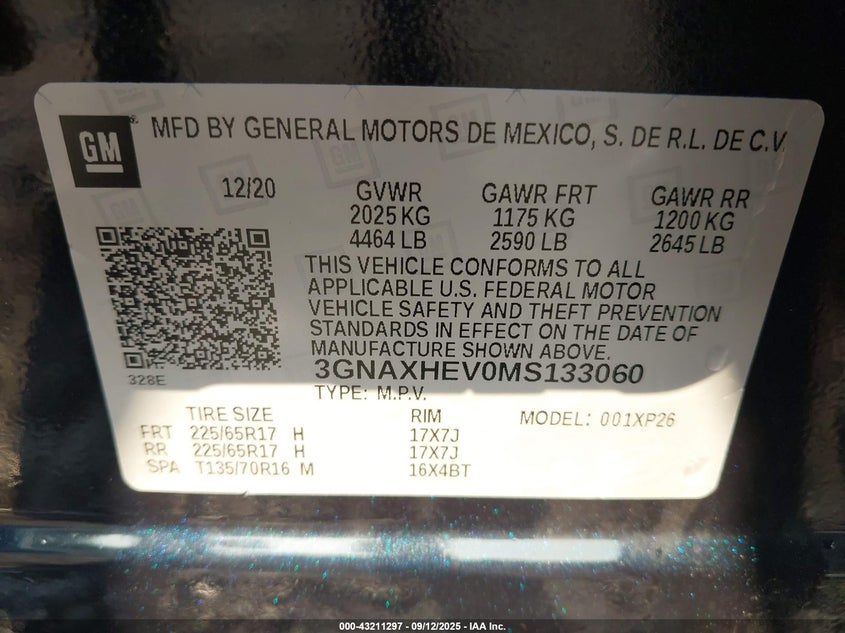 GM ® MFD BY GENERAL MOTORS DE MEXICO, S. DE R.L. DE C.V.
12/20 GVWR GAWR FRT GAWR RR
2025 KG 1175 KG 1200 KG
4464 LB 2590 LB 2645 LB
THIS VEHICLE CONFORMS TO ALL
APPLICABLE U.S. FEDERAL MOTOR
VEHICLE SAFETY AND THEFT PREVENTION
STANDARDS IN EFFECT ON THE DATE OF
MANUFACTURE SHOWN ABOVE.
328E 3GNAXHEV0MS133060
TYPE: M.P.V.
TIRE SIZE RIM MODEL: 001XP26
FRT 225/65R17 H 17X7J
RR 225/65R17 H 17X7J
SPA T135/70R16 M 16X4BT
000-43211297 - 09/12/2025 - IAA Inc.